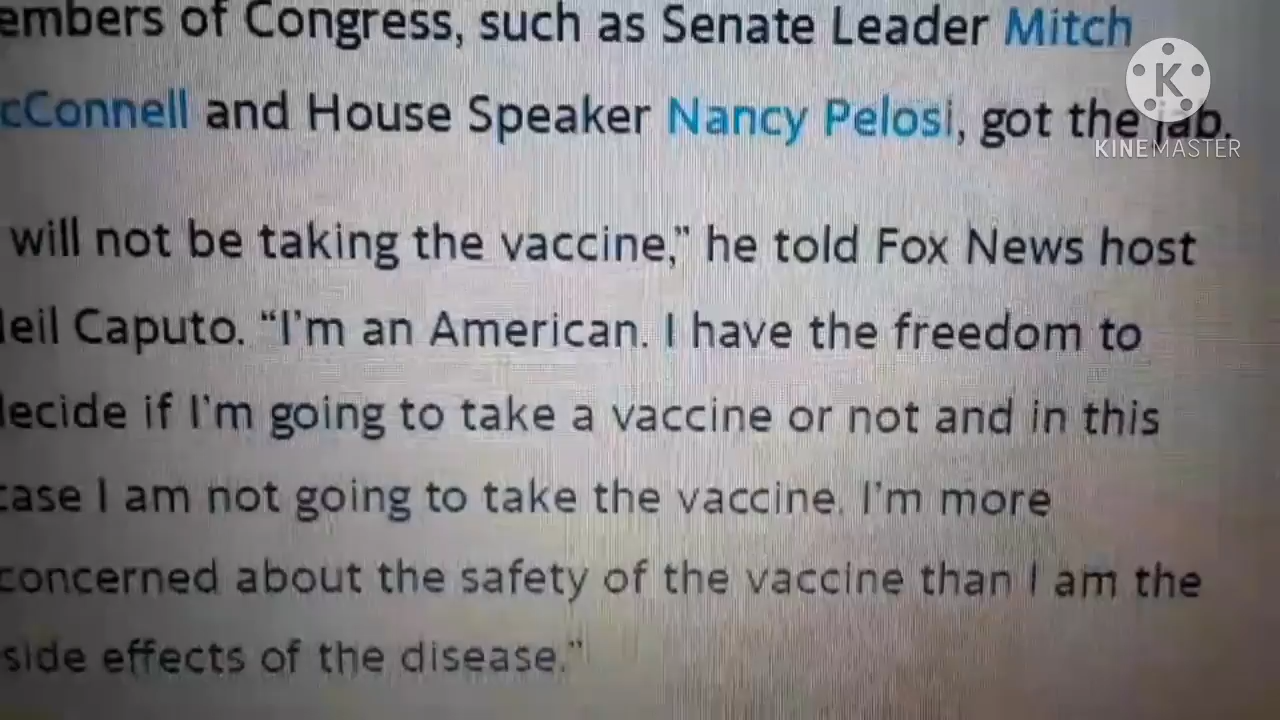 embers of Congress, such as Senate Leader Mitch
cConnell and House Speaker Nancy Pelosi, got the jab.
KINEMASTER
will not be taking the vaccine," he told Fox News host
eil Caputo. “I'm an American. I have the freedom to
ecide if I'm going to take a vaccine or not and in this
case I am not going to take the vaccine. I'm more
concerned about the safety of the vaccine than I am the
side effects of the disease.”